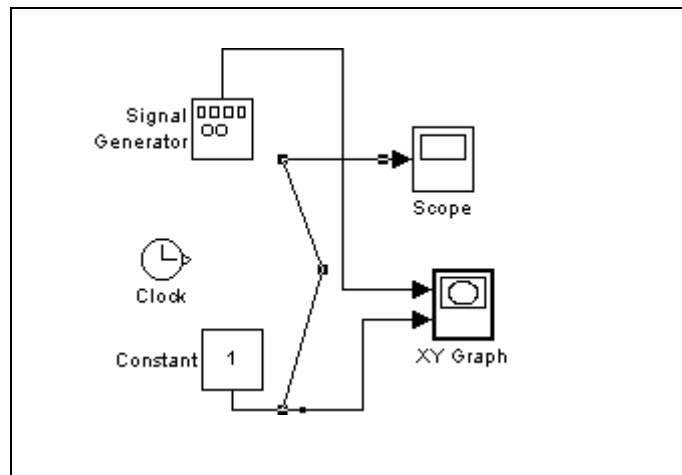 Signal
Generator
Scope
Clock
Constant
1
XY Graph